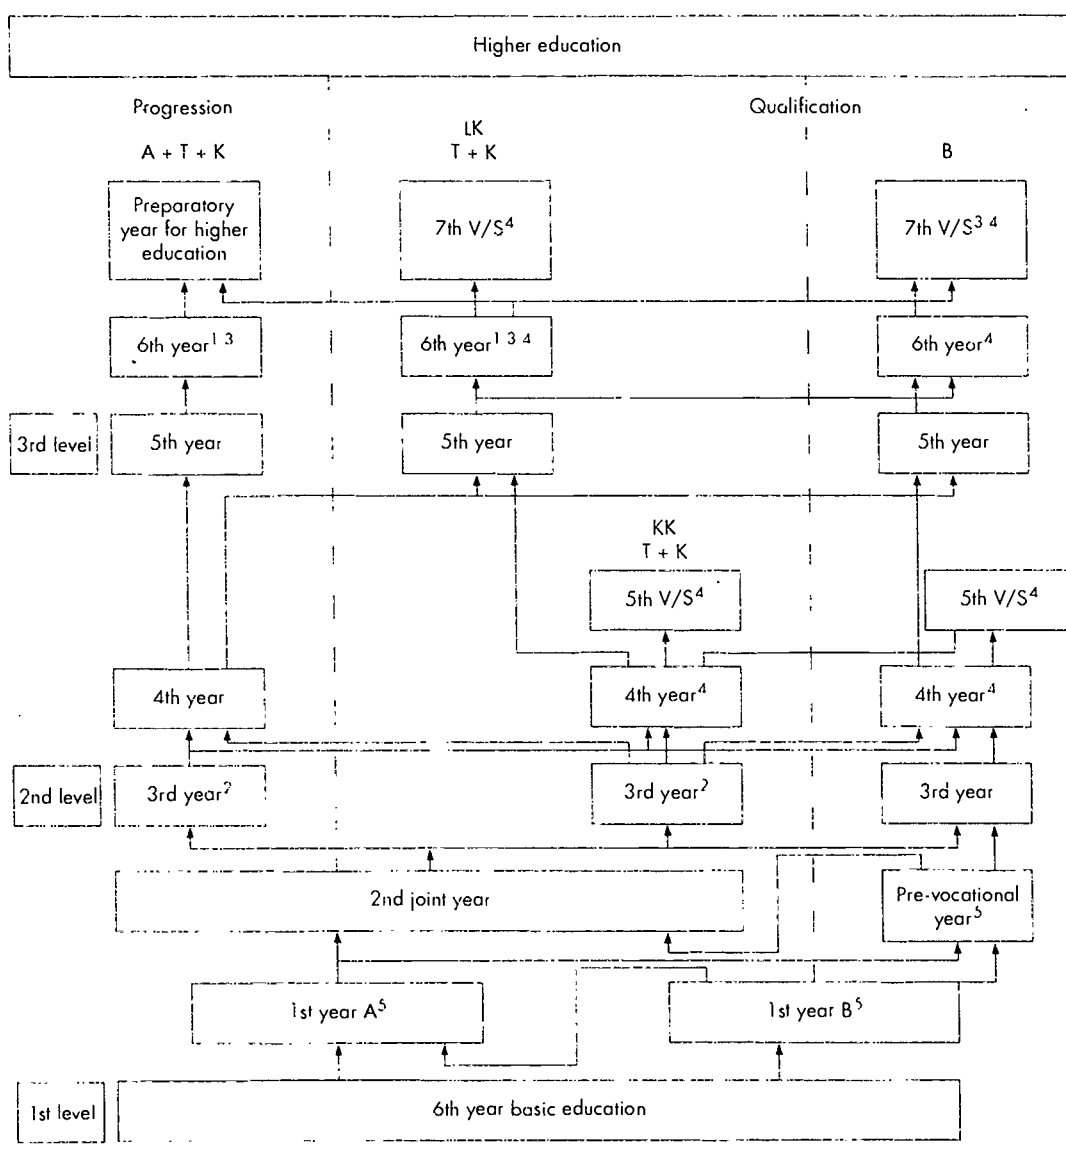 Higher education
Progression
Qualification
LK
A + T + K
T + K
B
Preparatory
year for higher
education
7th V/S⁴
7th V/S³ ⁴
6th year¹ ³
6th year¹ ³ ⁴
6th year⁴
3rd level
5th year
5th year
5th year
KK
T + K
5th V/S⁴
5th V/S⁴
4th year
4th year⁴
4th year⁴
2nd level
3rd year²
3rd year²
3rd year
2nd joint year
Pre-vocational
year⁵
1st year A⁵
1st year B⁵
1st level
6th year basic education